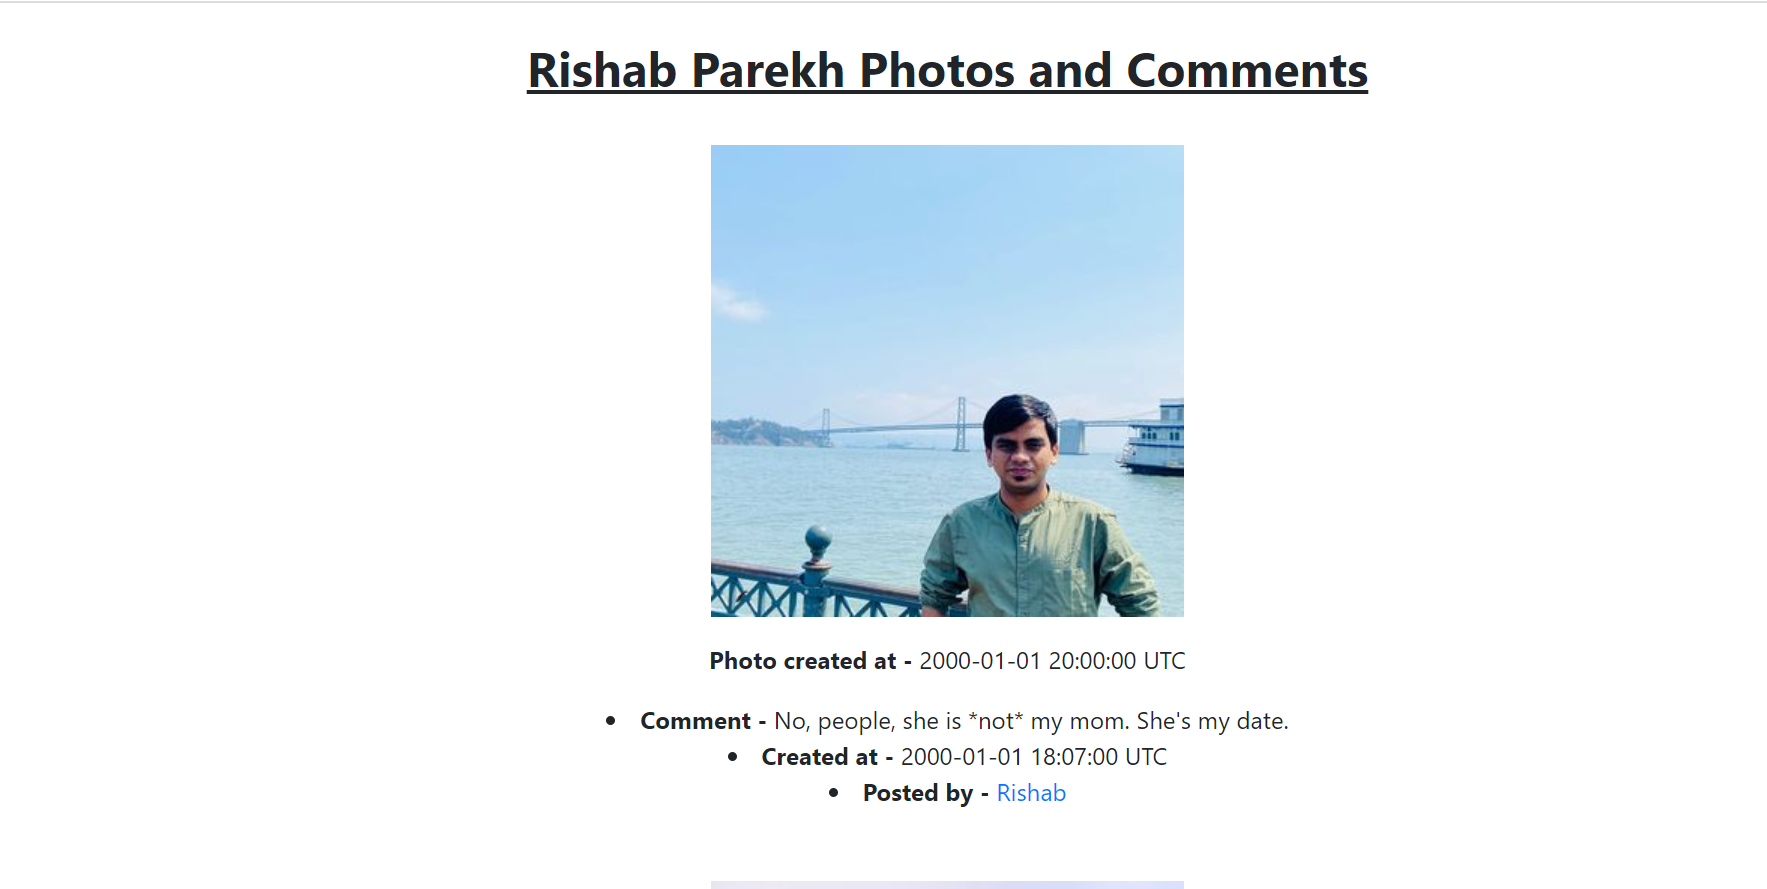 Rishab Parekh Photos and Comments
Photo created at - 2000-01-01 20:00:00 UTC
Comment - No, people, she is *not* my mom. She's my date.
Created at - 2000-01-01 18:07:00 UTC
Posted by - Rishab